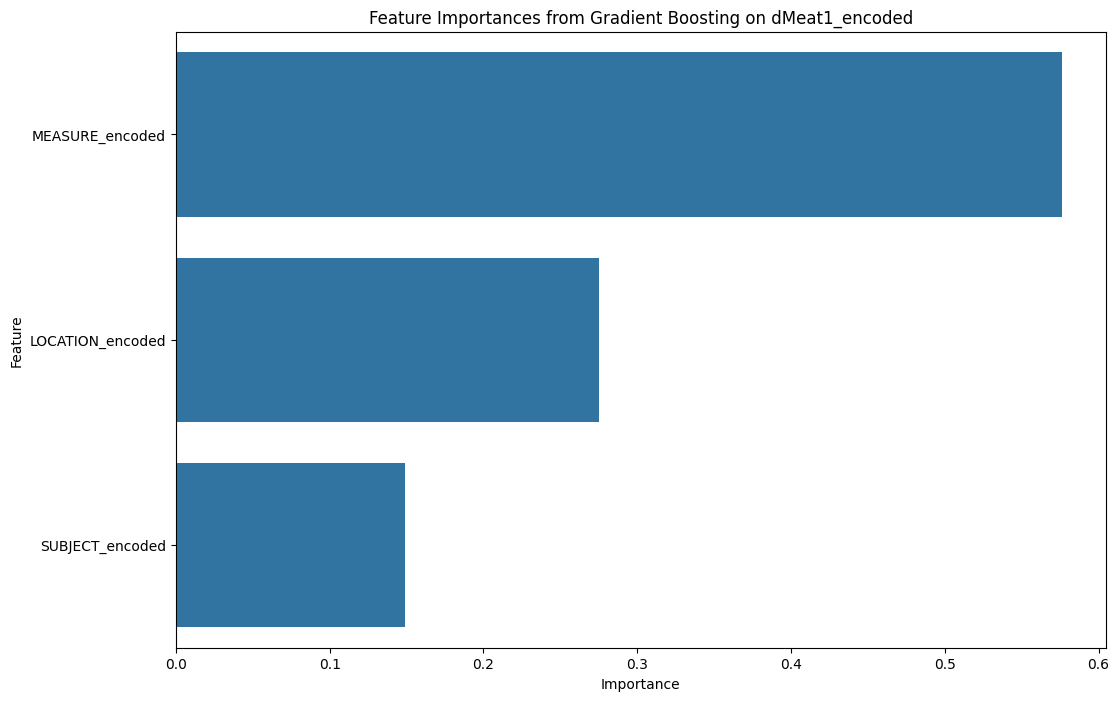 Feature Importances from Gradient Boosting on dMeat1_encoded
MEASURE_encoded
LOCATION_encoded
SUBJECT_encoded
Feature
0.0 0.1 0.2 0.3 0.4 0.5 0.6
Importance